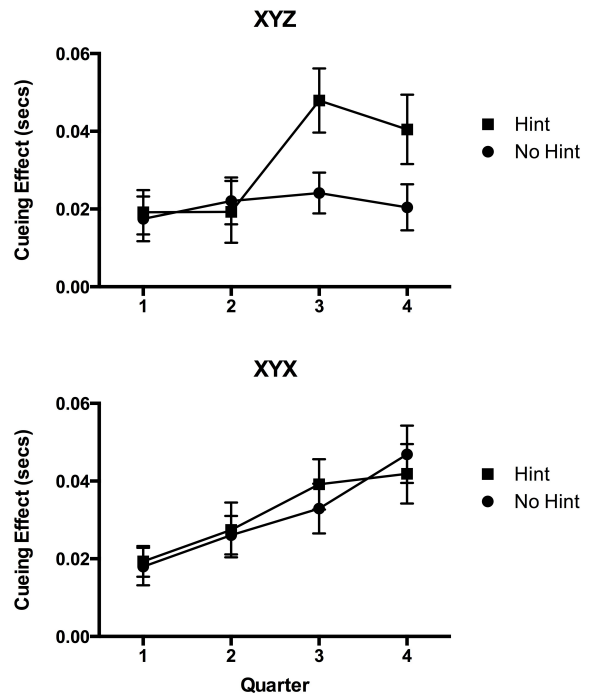 XYZ
Cueing Effect (secs)
0.06
0.04
0.02
0.00
1 2 3 4
Hint
No Hint
XYX
Cueing Effect (secs)
0.06
0.04
0.02
0.00
1 2 3 4
Quarter
Hint
No Hint